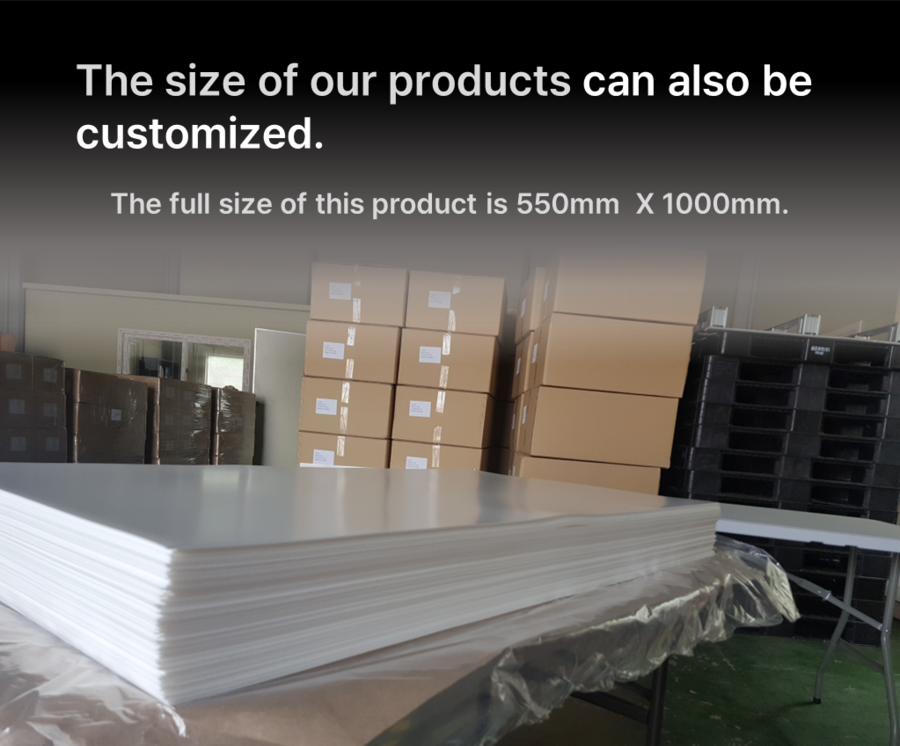 The size of our products can also be
customized.
The full size of this product is 550mm X 1000mm.